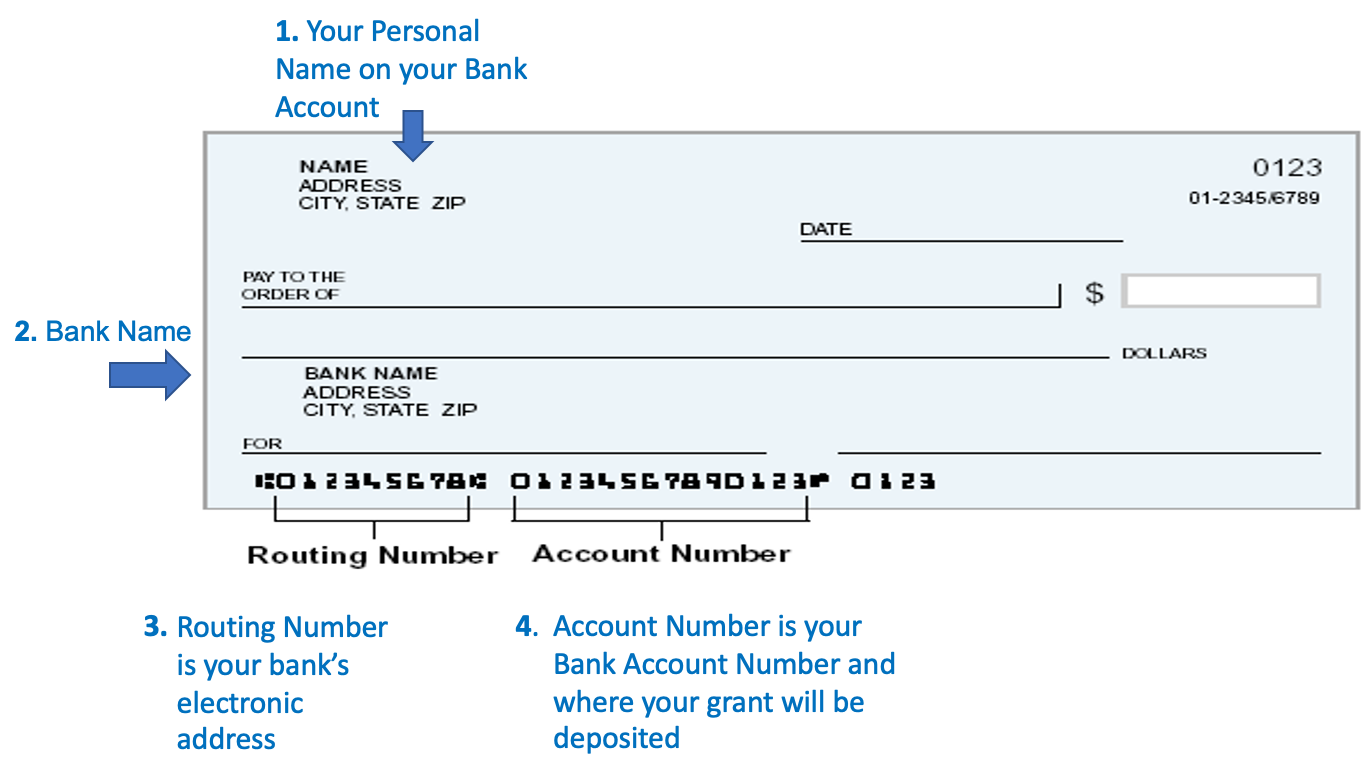 1. Your Personal
Name on your Bank
Account
NAME
ADDRESS
CITY, STATE ZIP
0123
01-2345/6789
DATE
PAY TO THE
ORDER OF
$
2. Bank Name
DOLLARS
BANK NAME
ADDRESS
CITY, STATE ZIP
FOR
⑆012345678⑆ 01234567890123⑈ 0123
Routing Number
Account Number
3. Routing Number
is your bank’s
electronic
address
4. Account Number is your
Bank Account Number and
where your grant will be
deposited